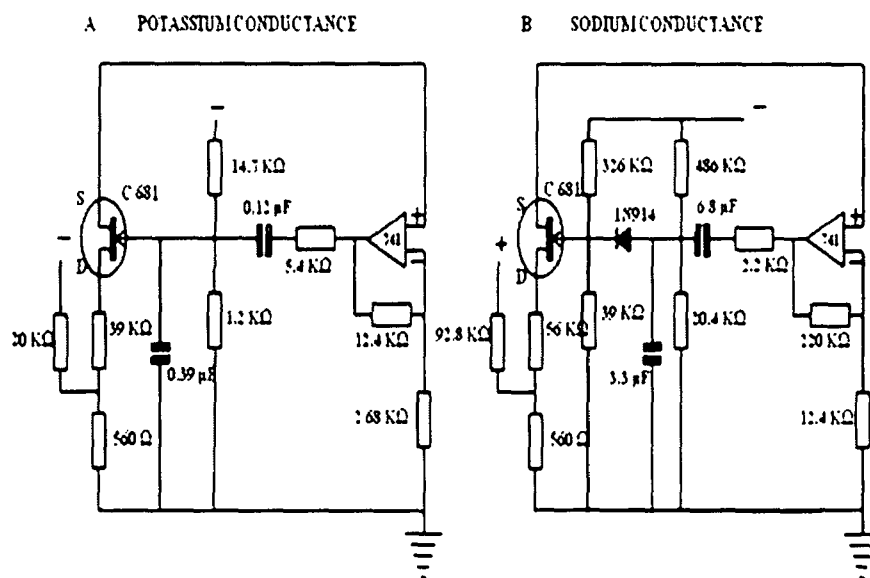 A POTASSIUM CONDUCTANCE
S
C 681
D
20 KΩ
39 KΩ
560 Ω
0.39 µF
14.7 KΩ
1.2 KΩ
0.12 µF
5.4 KΩ
741
+
12.4 KΩ
2.68 KΩ
B SODIUM CONDUCTANCE
S
C 681
D
+
92.8 KΩ
56 KΩ
560 Ω
326 KΩ
39 KΩ
1N914
3.3 µF
486 KΩ
20.4 KΩ
6.8 µF
2.2 KΩ
741
+
220 KΩ
12.4 KΩ